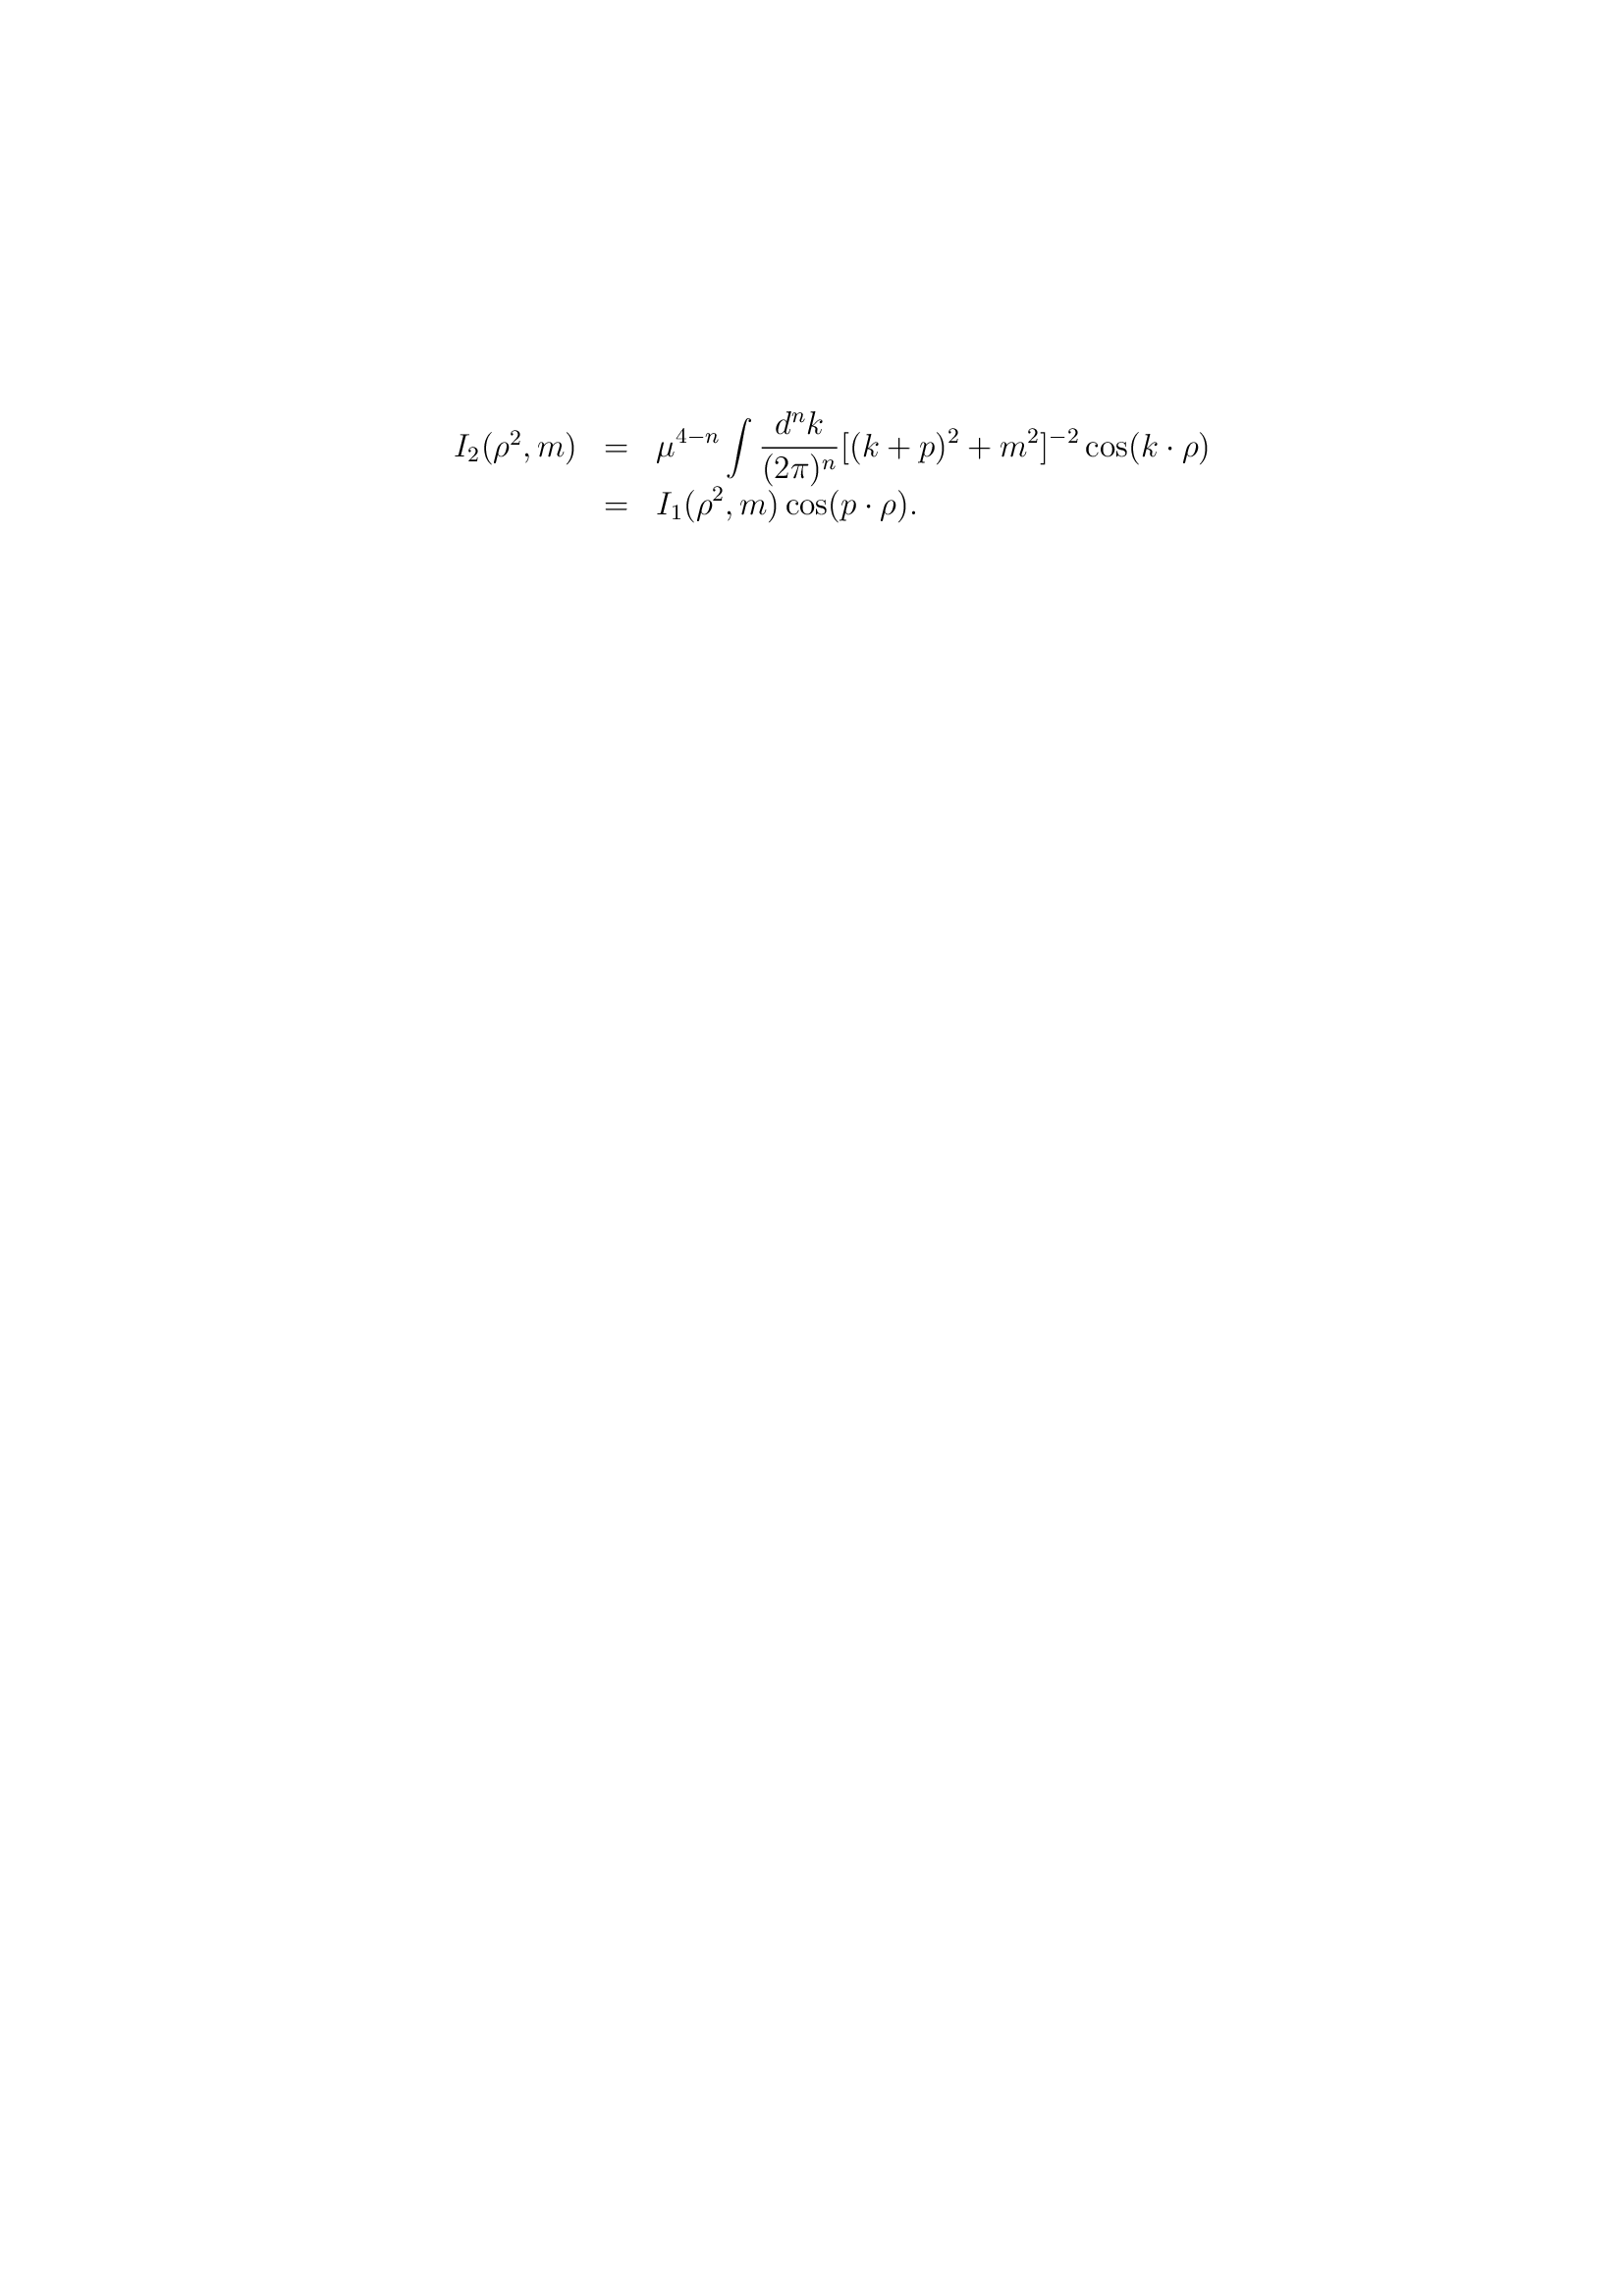 I_2(\rho^2, m) = \mu^{4-n} \int \frac{d^n k}{(2\pi)^n} [(k + p)^2 + m^2]^{-2} \cos(k \cdot \rho)
= I_1(\rho^2, m) \cos(p \cdot \rho).